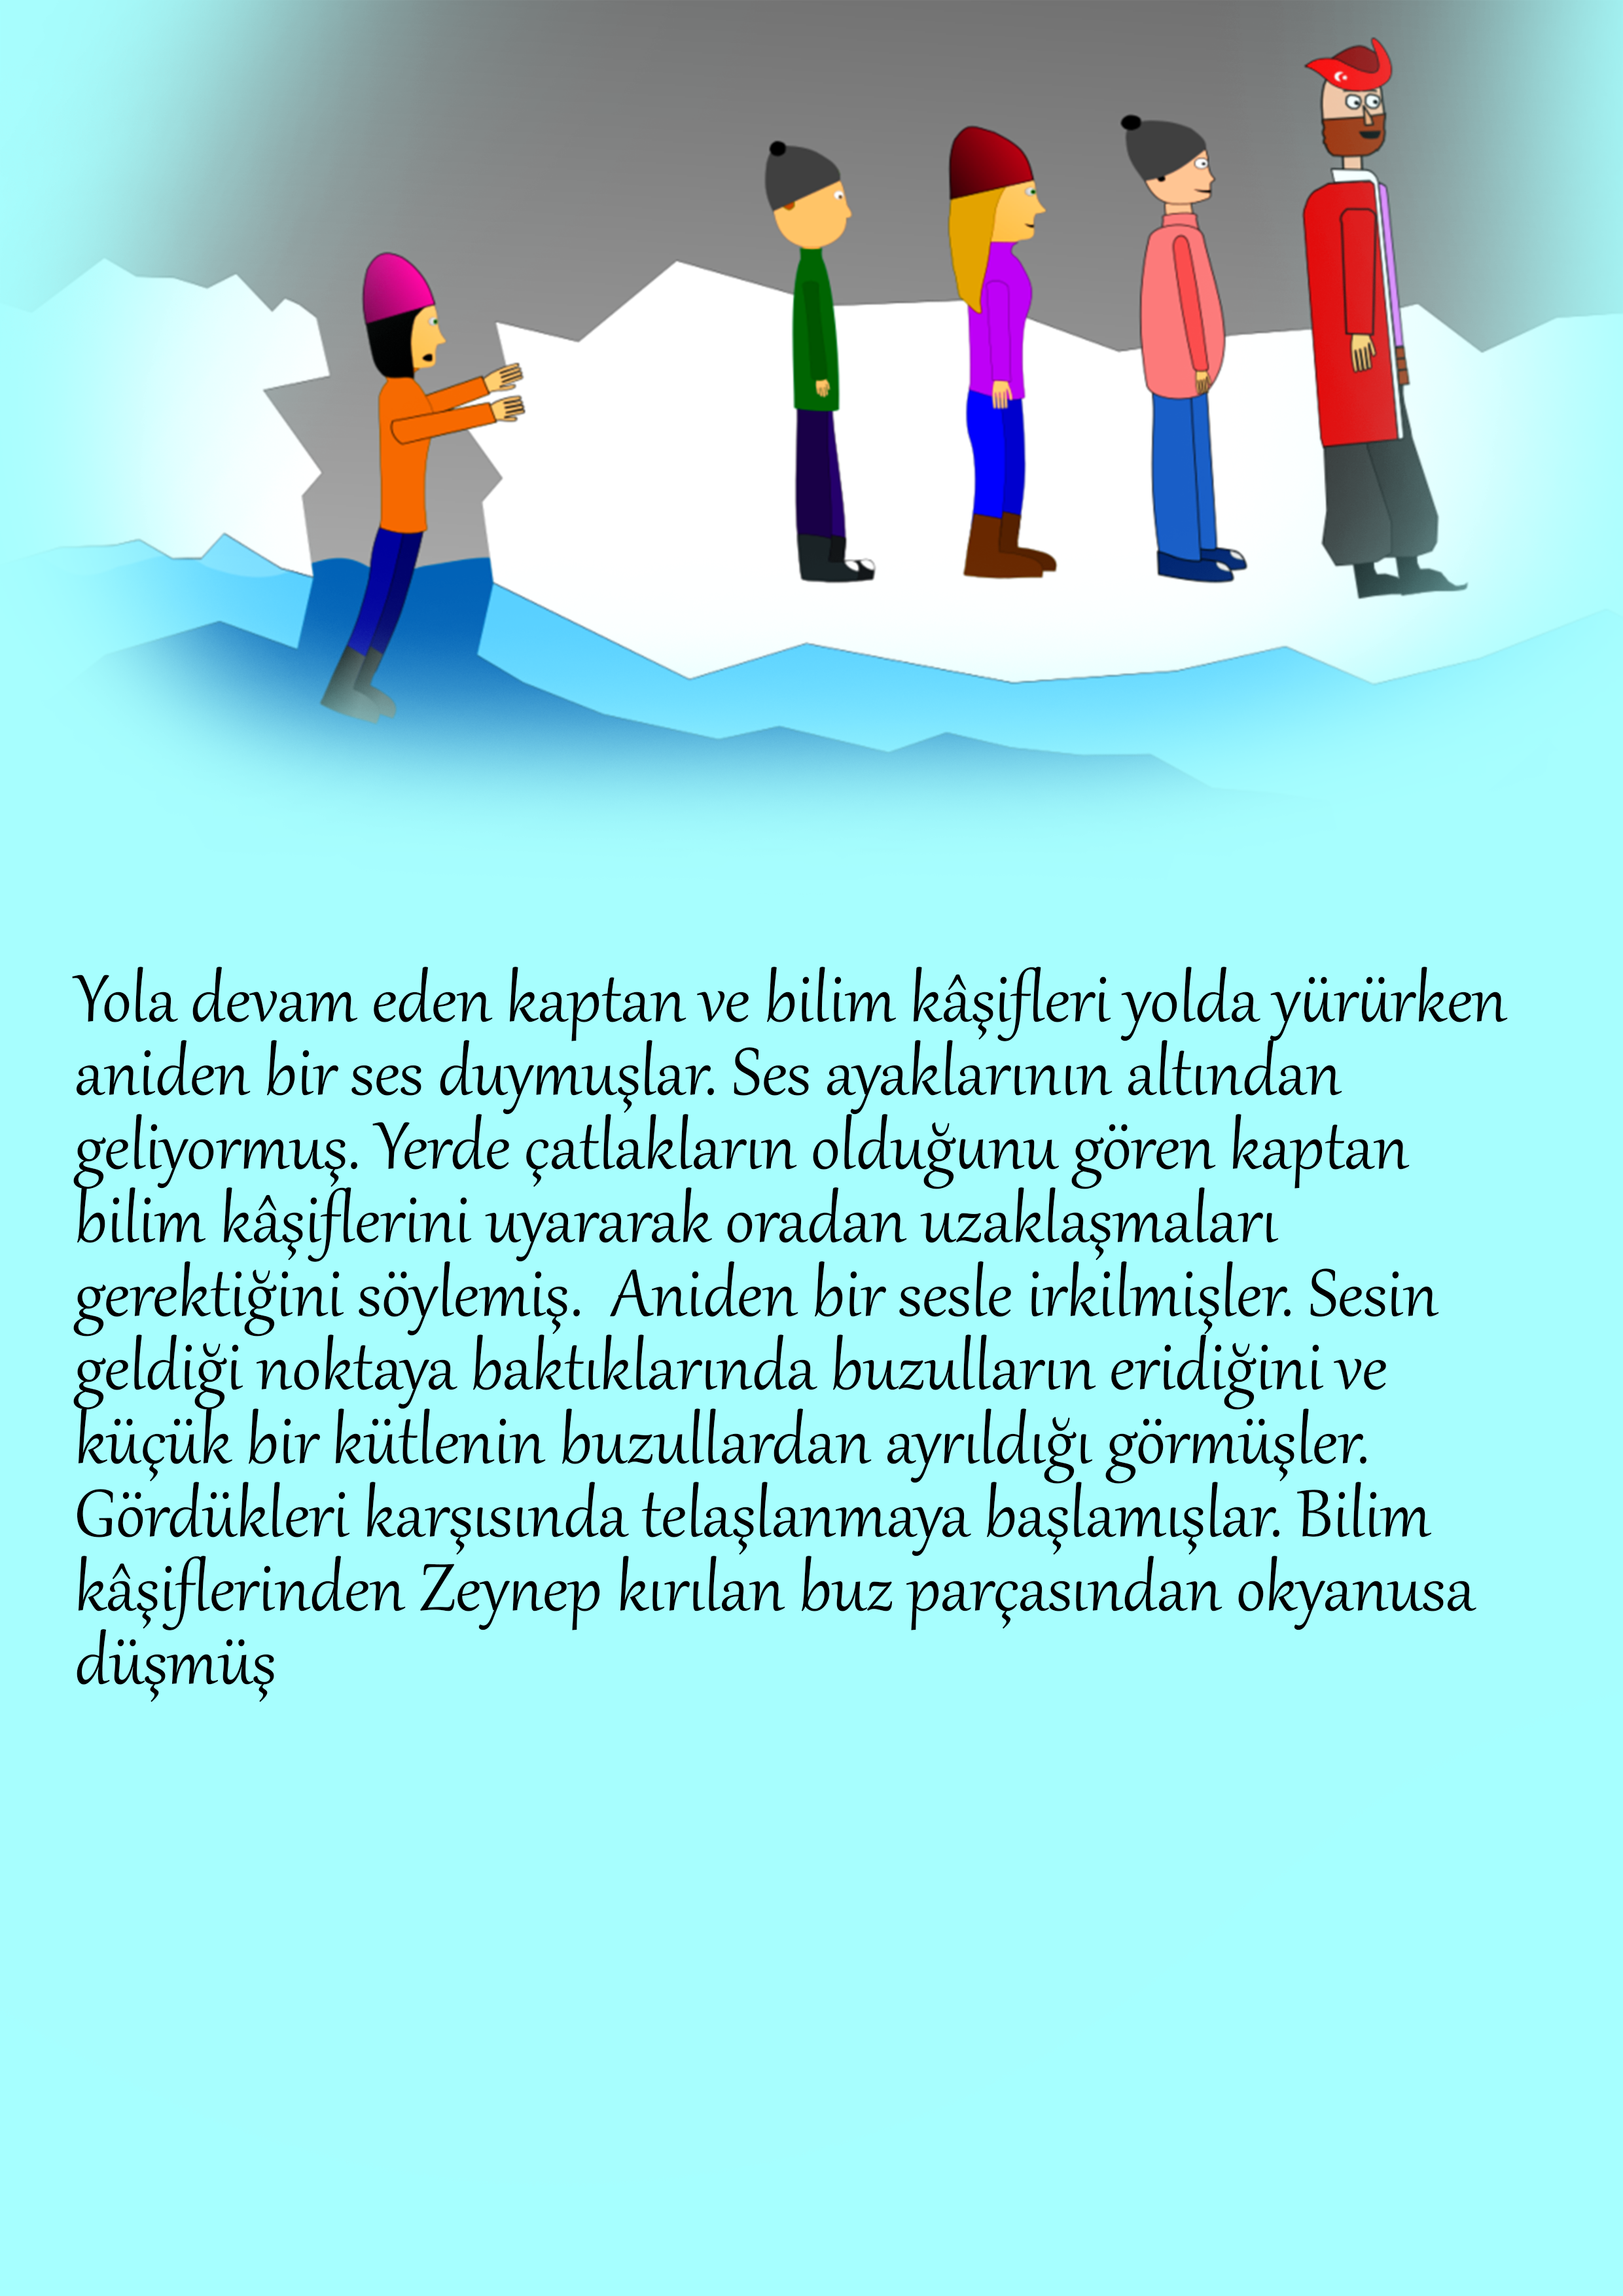 Yola devam eden kaptan ve bilim kâşifleri yolda yürürken
aniden bir ses duymuşlar. Ses ayaklarının altından
geliyormuş. Yerde çatlakların olduğunu gören kaptan
bilim kâşiflerini uyararak oradan uzaklaşmaları
gerektiğini söylemiş.  Aniden bir sesle irkilmişler. Sesin
geldiği noktaya baktıklarında buzulların eridiğini ve
küçük bir kütlenin buzullardan ayrıldığı görmüşler.
Gördükleri karşısında telaşlanmaya başlamışlar. Bilim
kâşiflerinden Zeynep kırılan buz parçasından okyanusa
düşmüş